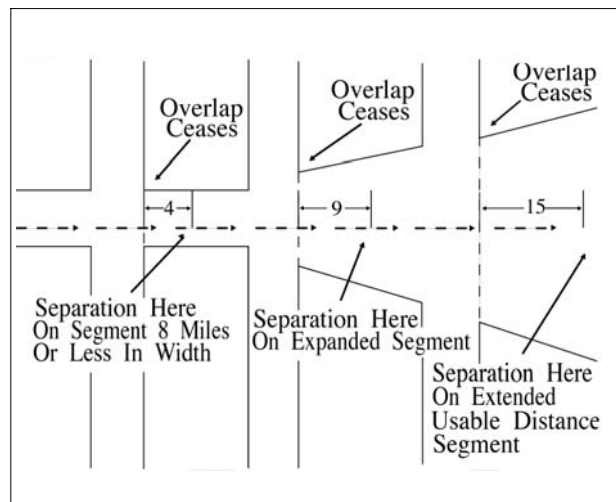 Overlap
Ceases
Overlap
Ceases
Overlap
Ceases
4
9
15
Separation Here
On Segment 8 Miles
Or Less In Width
Separation Here
On Expanded Segment
Separation Here
On Extended
Usable Distance
Segment